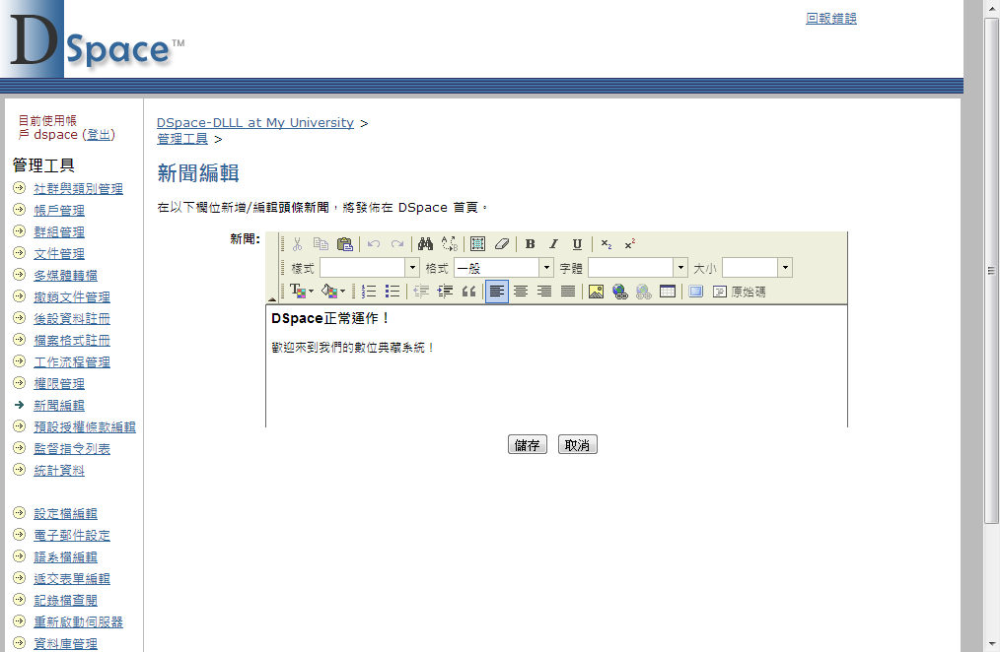 DSpace™
回報錯誤
目前使用帳
戶 dspace (登出)
管理工具
社群與類別管理
帳戶管理
群組管理
文件管理
多媒體轉檔
撤銷文件管理
後設資料註冊
檔案格式註冊
工作流程管理
權限管理
新聞編輯
預設授權條款編輯
監督指令列表
統計資料
設定檔編輯
電子郵件設定
語系檔編輯
遞交表單編輯
記錄檔查閱
重新啟動伺服器
資料庫管理
DSpace-DLLL at My University >
管理工具 >
新聞編輯
在以下欄位新增/編輯頭條新聞，將發佈在 DSpace 首頁。
新聞:
B I U x₂ x²
樣式 格式 一般 字體 大小
原始碼
DSpace正常運作！
歡迎來到我們的數位典藏系統！
儲存 取消